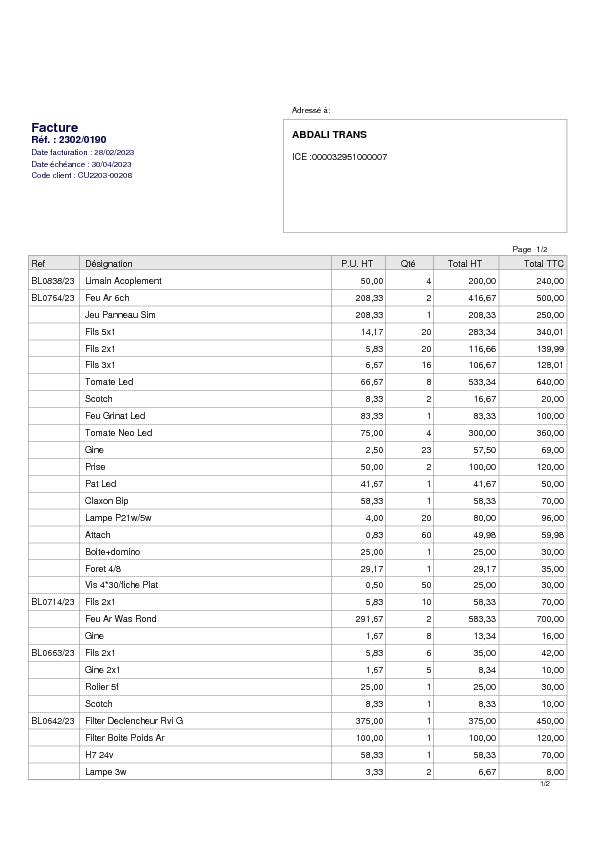 Adressé à:
Facture
Réf. : 2302/0190
Date facturation : 28/02/2023
Date échéance : 30/04/2023
Code client : CU2203-00208
ABDALI TRANS
ICE :000032951000007
Page 1/2
Ref Désignation P.U. HT Qté Total HT Total TTC
BL0838/23 Limain Acoplement 50,00 4 200,00 240,00
BL0764/23 Feu Ar 6ch 208,33 2 416,67 500,00
Jeu Panneau Sim 208,33 1 208,33 250,00
Fils 5x1 14,17 20 283,34 340,01
Fils 2x1 5,83 20 116,66 139,99
Fils 3x1 6,67 16 106,67 128,01
Tomate Led 66,67 8 533,34 640,00
Scotch 8,33 2 16,67 20,00
Feu Grinat Led 83,33 1 83,33 100,00
Tomate Neo Led 75,00 4 300,00 360,00
Gine 2,50 23 57,50 69,00
Prise 50,00 2 100,00 120,00
Pat Led 41,67 1 41,67 50,00
Claxon Bip 58,33 1 58,33 70,00
Lampe P21w/5w 4,00 20 80,00 96,00
Attach 0,83 60 49,98 59,98
Boite+domino 25,00 1 25,00 30,00
Foret 4/8 29,17 1 29,17 35,00
Vis 4*30/fiche Plat 0,50 50 25,00 30,00
BL0714/23 Fils 2x1 5,83 10 58,33 70,00
Feu Ar Was Rond 291,67 2 583,33 700,00
Gine 1,67 8 13,34 16,00
BL0663/23 Fils 2x1 5,83 6 35,00 42,00
Gine 2x1 1,67 5 8,34 10,00
Rolier 5f 25,00 1 25,00 30,00
Scotch 8,33 1 8,33 10,00
BL0642/23 Filter Declencheur Rvi G 375,00 1 375,00 450,00
Filter Boite Poids Ar 100,00 1 100,00 120,00
H7 24v 58,33 1 58,33 70,00
Lampe 3w 3,33 2 6,67 8,00
1/2